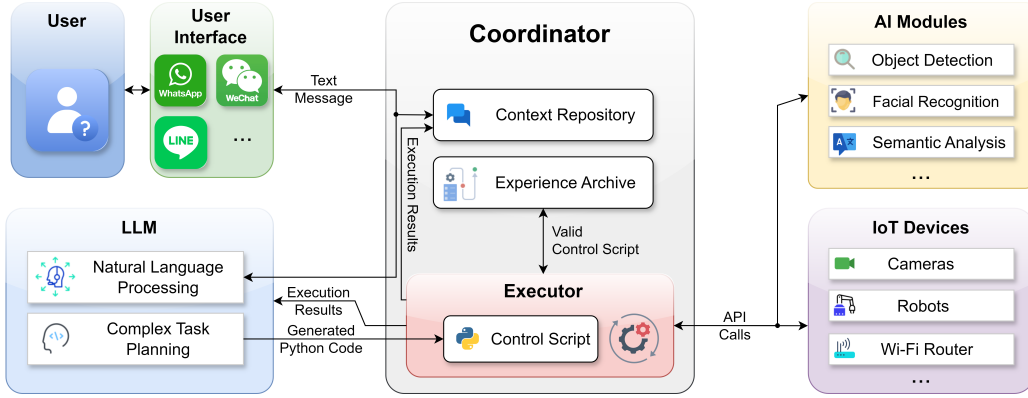 User
User
Interface
WhatsApp
WeChat
LINE
...
Text
Message
Coordinator
Context Repository
Experience Archive
Execution Results
Valid
Control Script
Executor
Control Script
LLM
Natural Language
Processing
Complex Task
Planning
Execution
Results
Generated
Python Code
API
Calls
AI Modules
Object Detection
Facial Recognition
A
Semantic Analysis
...
IoT Devices
Cameras
Robots
Wi-Fi Router
...